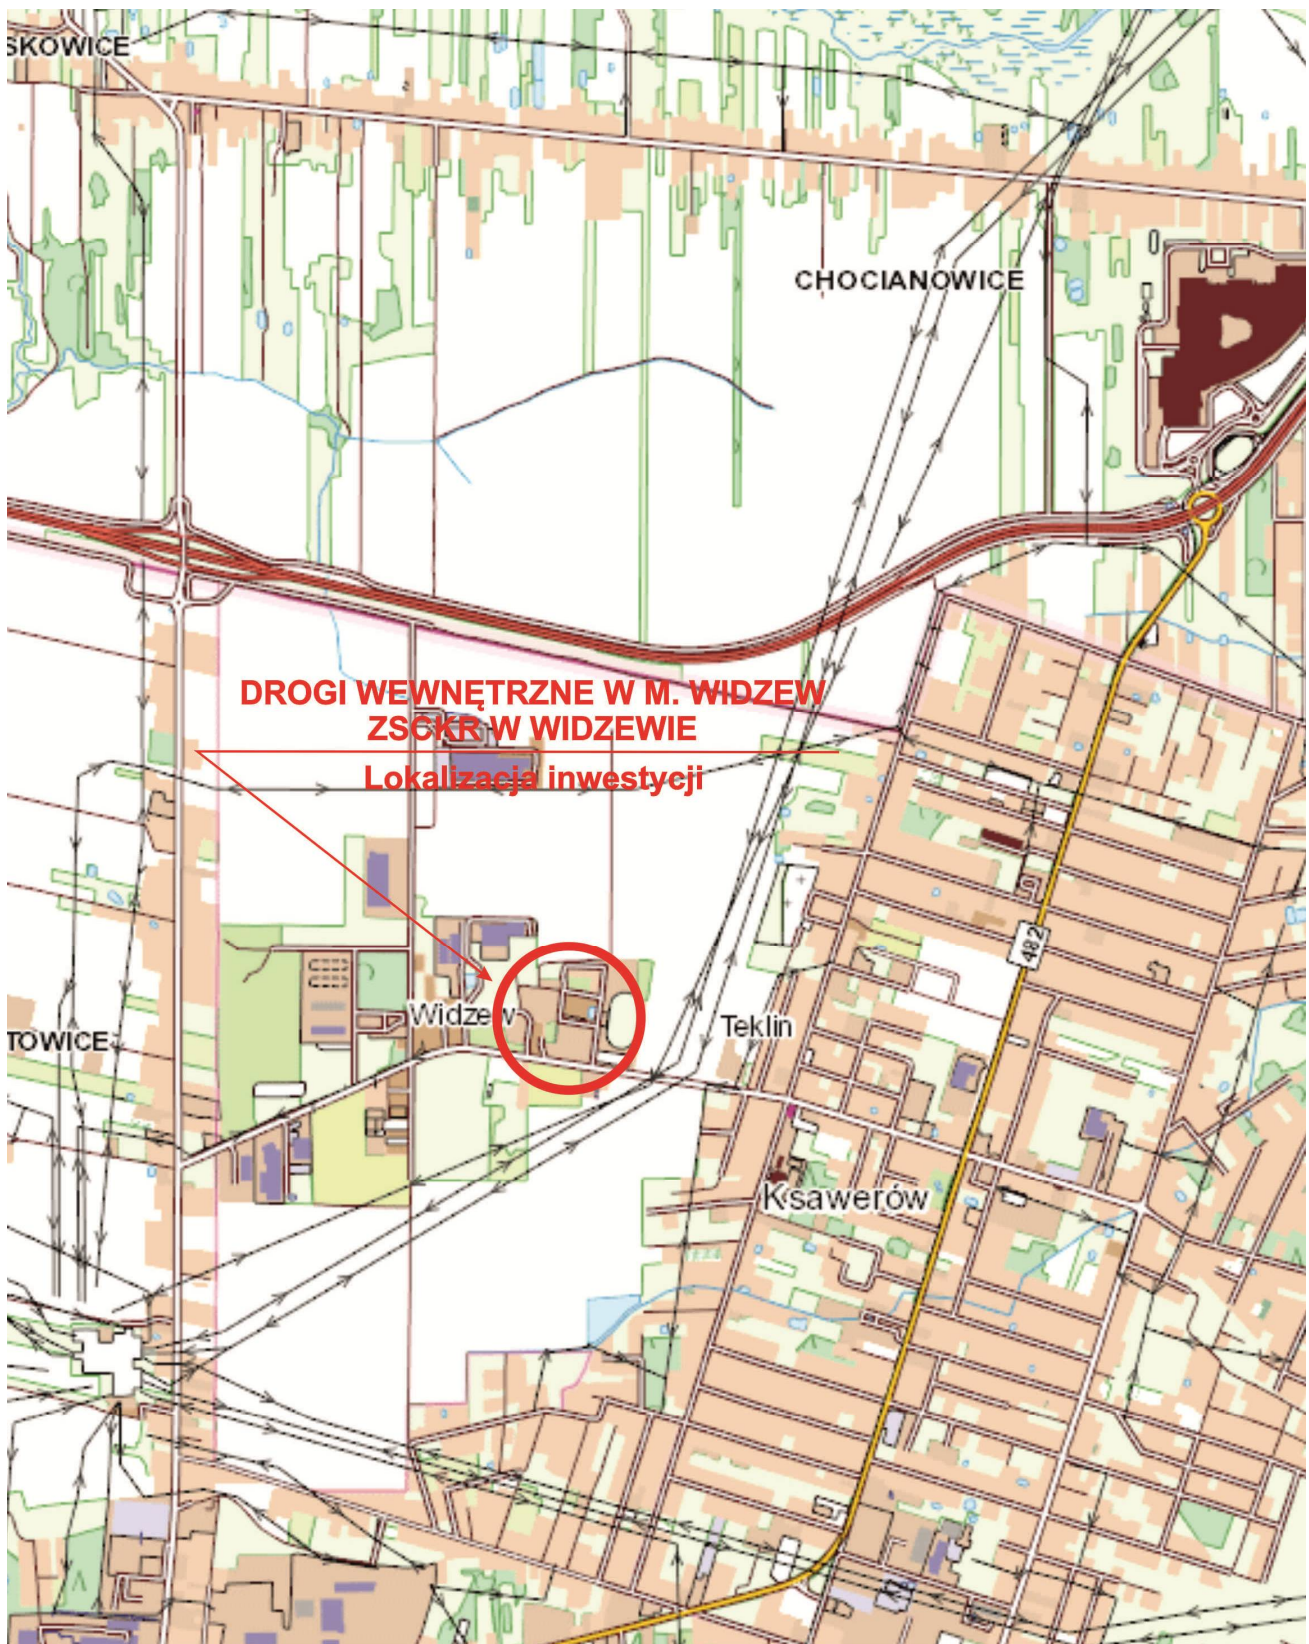 SKOWICE
CHOCIANOWICE
DROGI WEWNĘTRZNE W M. WIDZEW
ZSCKR W WIDZEWIE
Lokalizacja inwestycji
482
Widzew
Teklin
TOWICE
Ksawerów